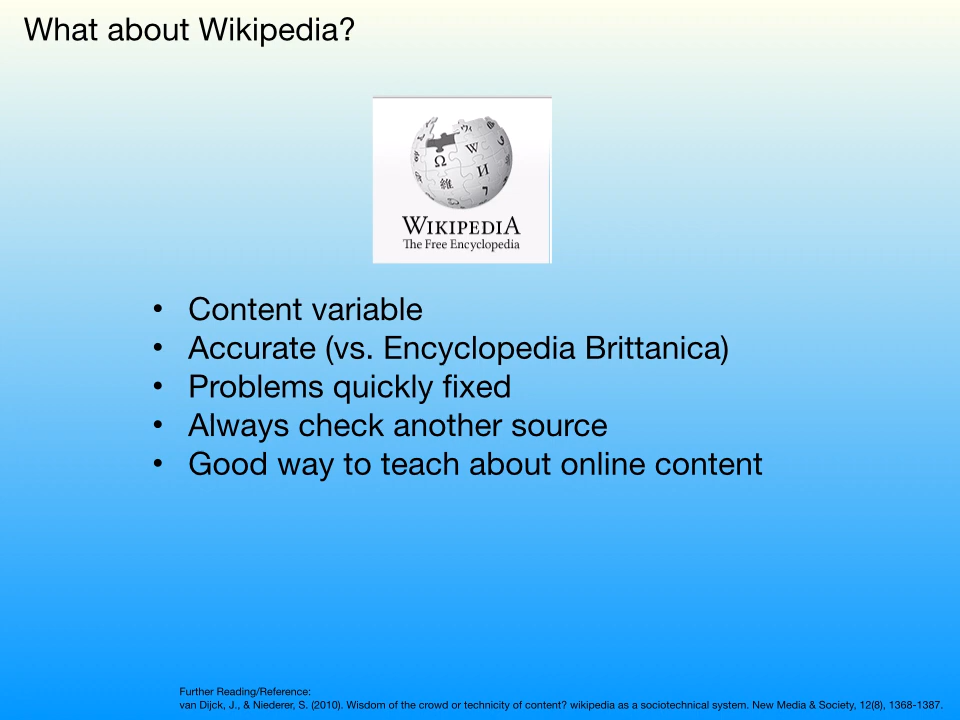 What about Wikipedia?
Ω
W
И
維
WIKIPEDIA
The Free Encyclopedia
• Content variable
• Accurate (vs. Encyclopedia Brittanica)
• Problems quickly fixed
• Always check another source
• Good way to teach about online content
Further Reading/Reference:
van Dijck, J., & Niederer, S. (2010). Wisdom of the crowd or technicity of content? wikipedia as a sociotechnical system. New Media & Society, 12(8), 1368-1387.